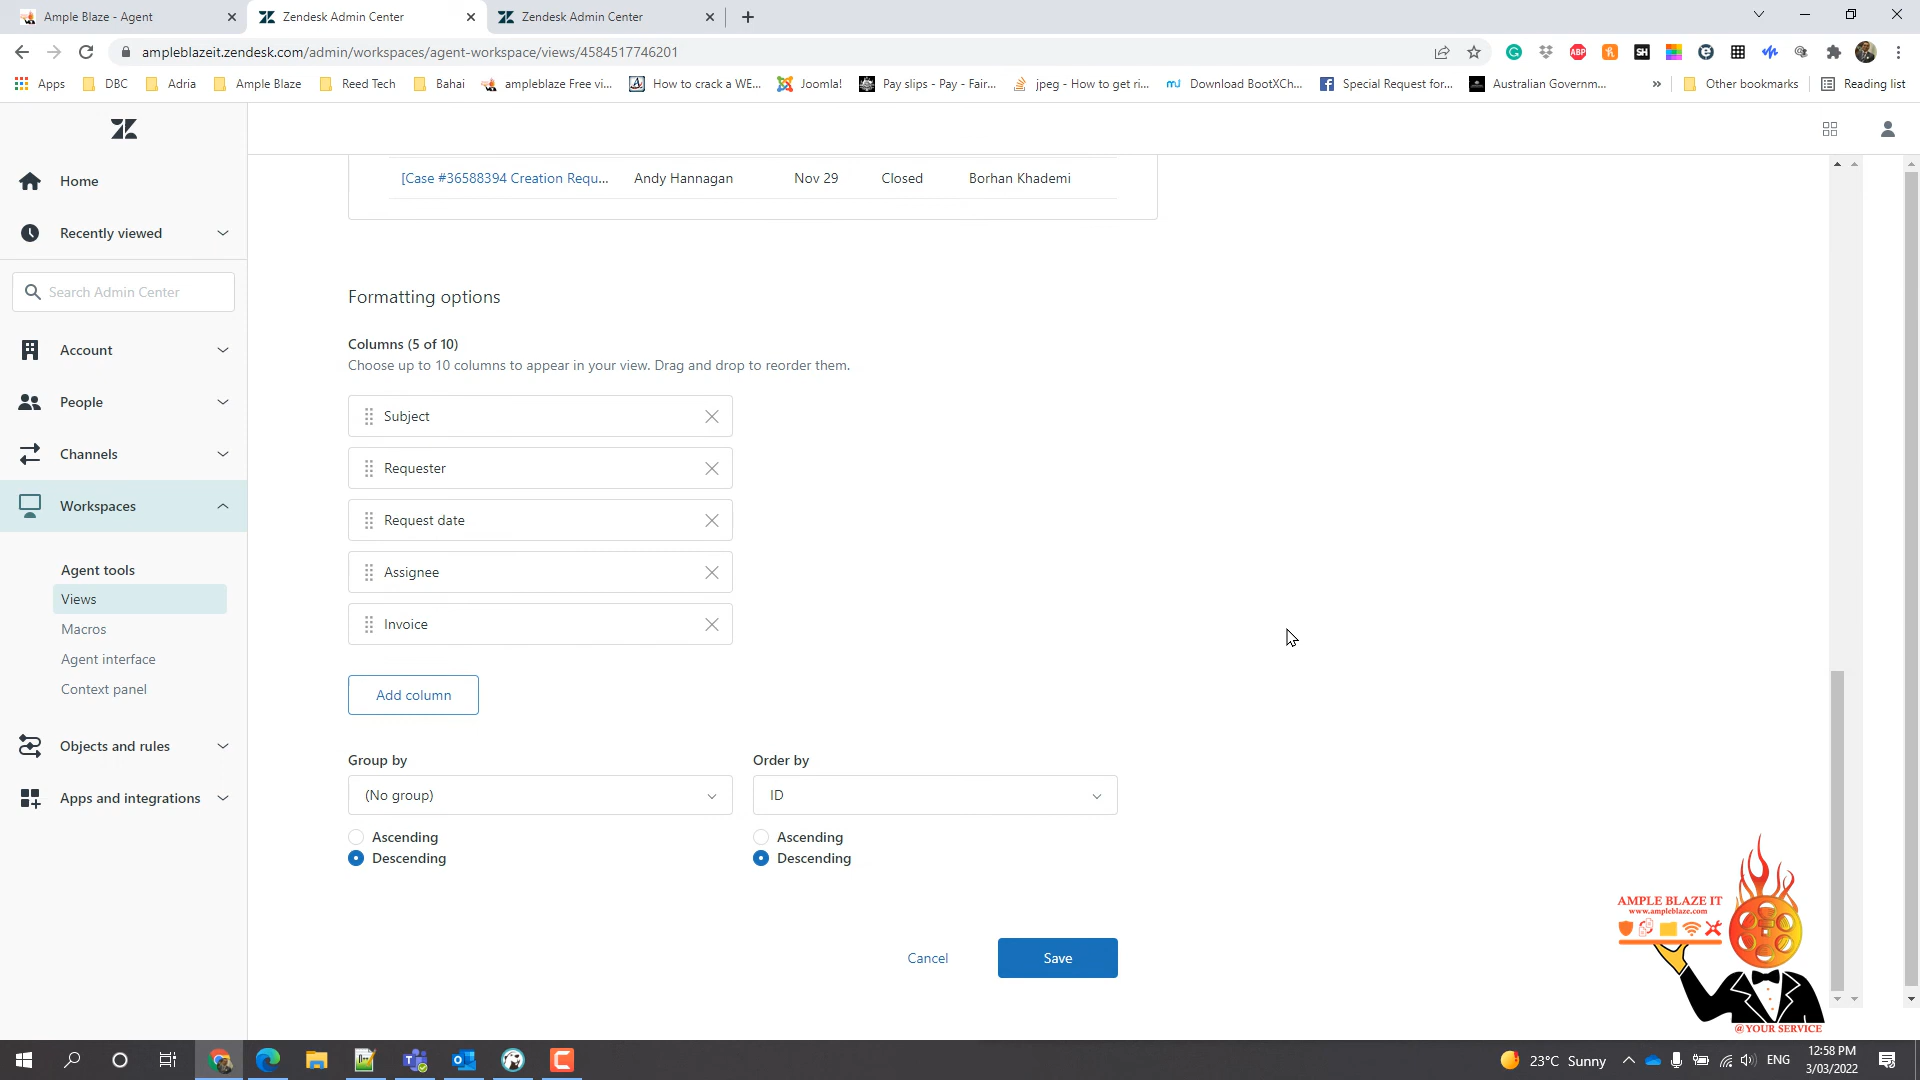 Ample Blaze - Agent
Zendesk Admin Center
Zendesk Admin Center
ampleblazeit.zendesk.com/admin/workspaces/agent-workspace/views/4584517746201
Apps
DBC
Adria
Ample Blaze
Reed Tech
Bahai
ampleblaze Free vi...
How to crack a WE...
Joomla!
Pay slips - Pay - Fair...
jpeg - How to get ri...
Download BootXCh...
Special Request for...
Australian Governm...
Other bookmarks
Reading list
Home
Recently viewed
Search Admin Center
Account
People
Channels
Workspaces
Agent tools
Views
Macros
Agent interface
Context panel
Objects and rules
Apps and integrations
[Case #36588394 Creation Requ... Andy Hannagan Nov 29 Closed Borhan Khademi
Formatting options
Columns (5 of 10)
Choose up to 10 columns to appear in your view. Drag and drop to reorder them.
Subject
Requester
Request date
Assignee
Invoice
Add column
Group by
(No group)
Ascending
Descending
Order by
ID
Ascending
Descending
Cancel
Save
AMPLE BLAZE IT
www.ampleblaze.com
@ YOUR SERVICE
23°C Sunny
ENG
12:58 PM
3/03/2022